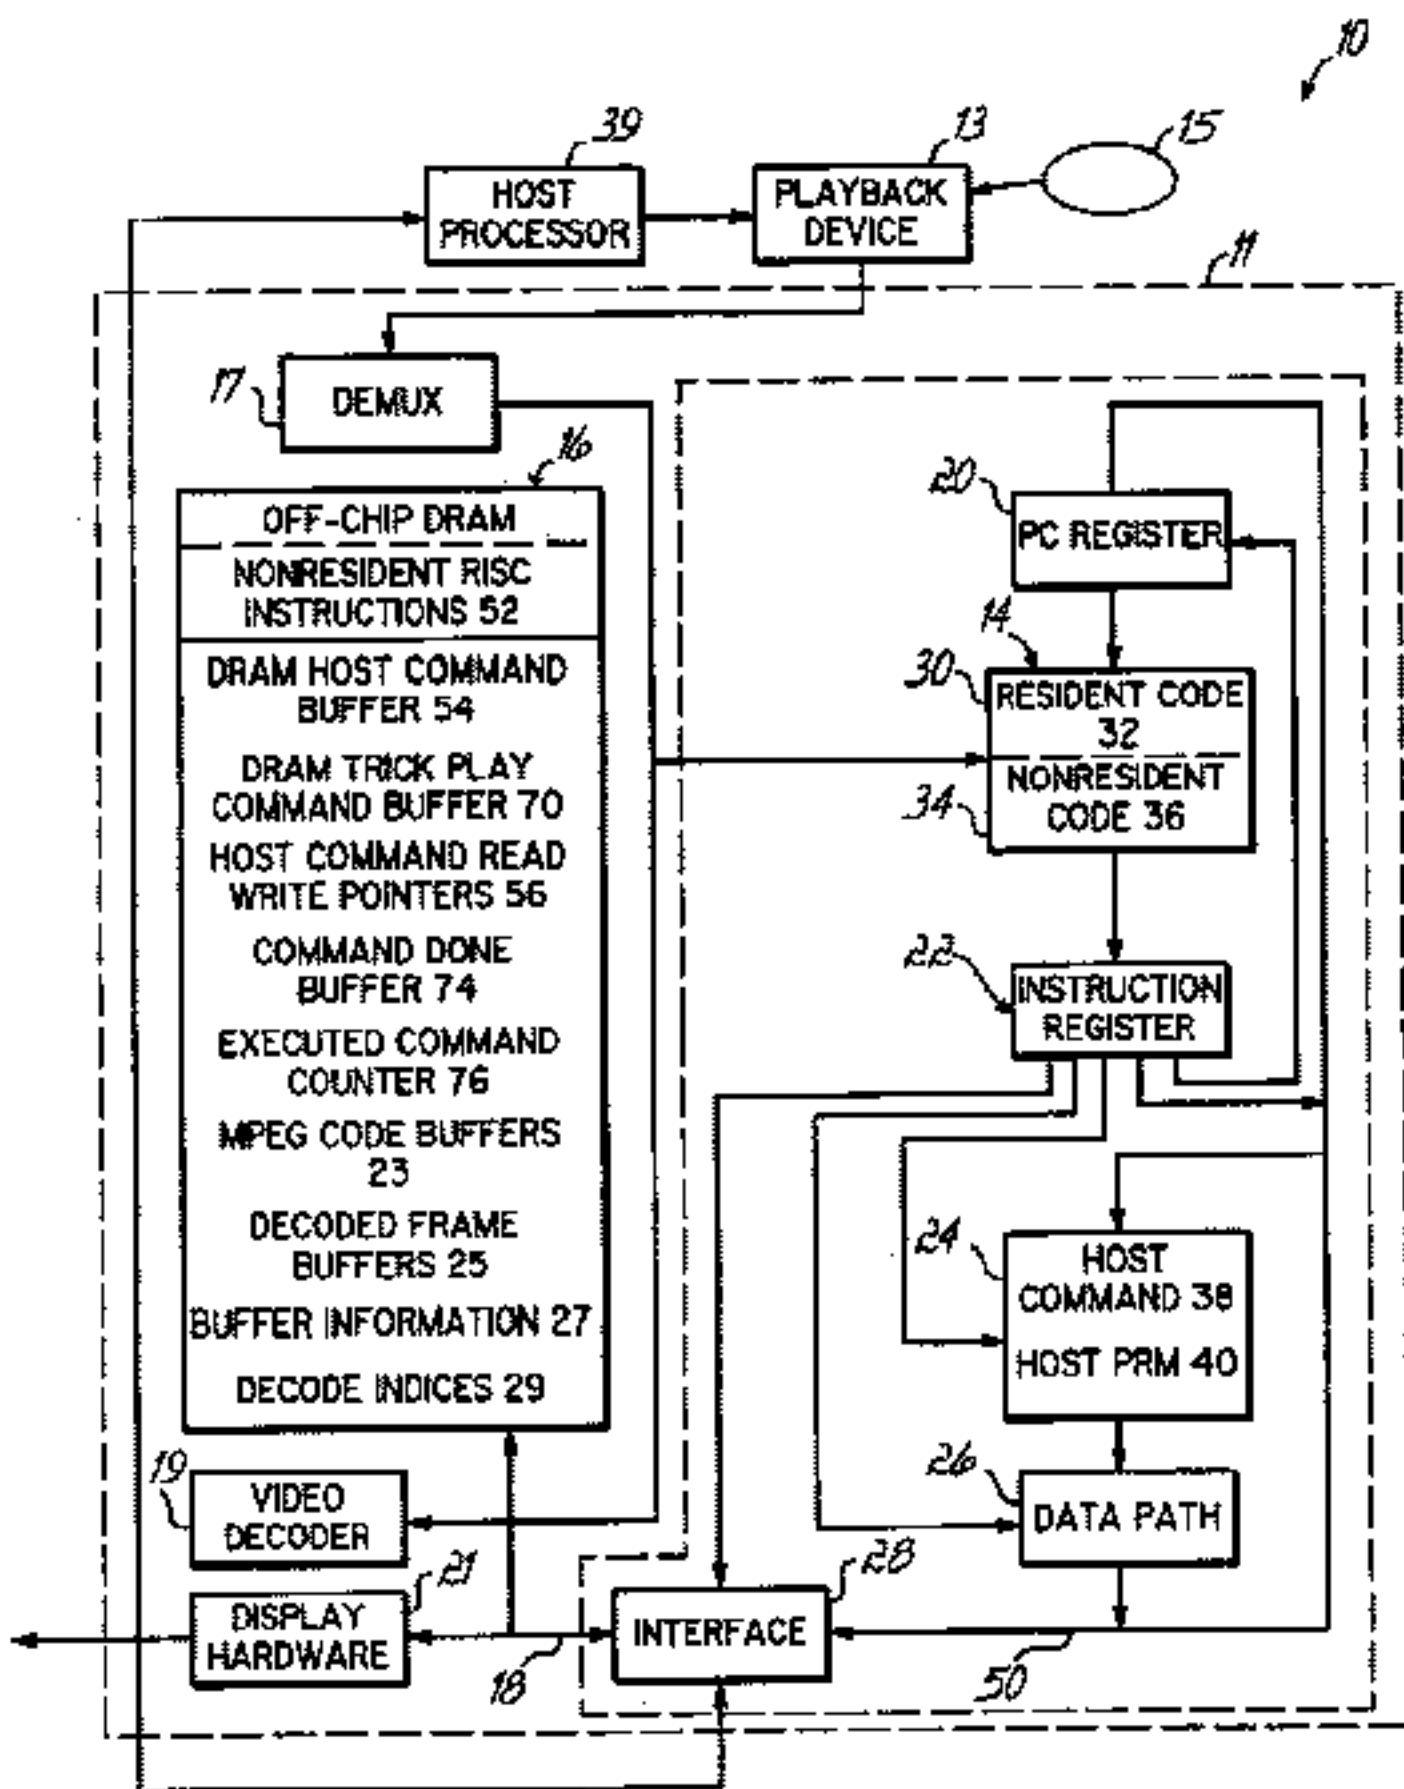 10
39
13
15
HOST
PROCESSOR
PLAYBACK
DEVICE
11
17
DEMUX
16
OFF-CHIP DRAM
NONRESIDENT RISC
INSTRUCTIONS 52
DRAM HOST COMMAND
BUFFER 54
DRAM TRICK PLAY
COMMAND BUFFER 70
HOST COMMAND READ
WRITE POINTERS 56
COMMAND DONE
BUFFER 74
EXECUTED COMMAND
COUNTER 76
MPEG CODE BUFFERS
23
DECODED FRAME
BUFFERS 25
BUFFER INFORMATION 27
DECODE INDICES 29
20
PC REGISTER
14
30
RESIDENT CODE
32
34
NONRESIDENT
CODE 36
22
INSTRUCTION
REGISTER
24
HOST
COMMAND 38
HOST PRM 40
26
DATA PATH
19
VIDEO
DECODER
21
DISPLAY
HARDWARE
18
28
INTERFACE
50